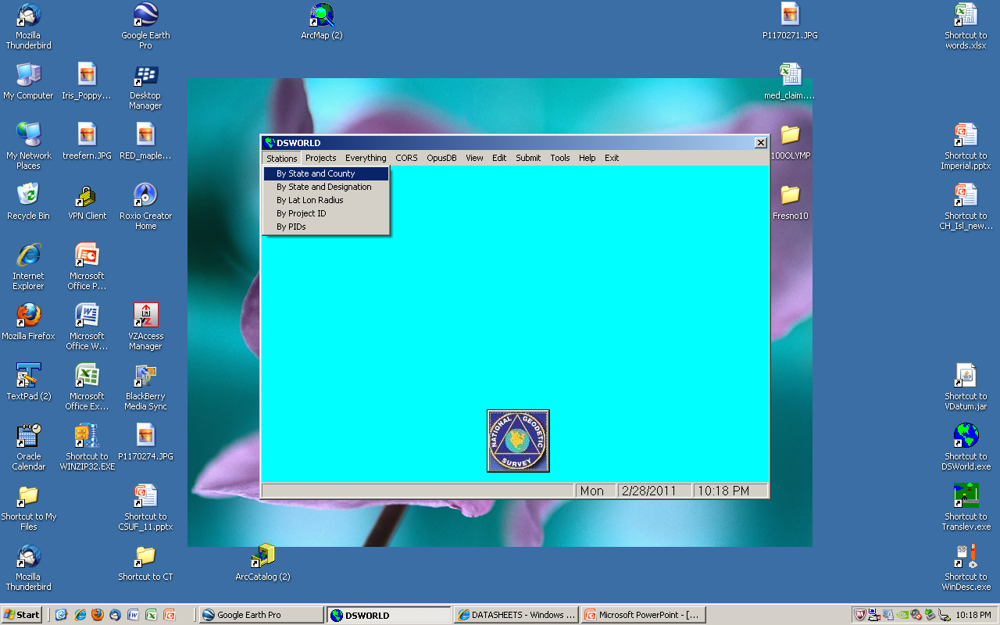 Mozilla
Thunderbird
Google Earth
Pro
ArcMap (2)
P1170271.JPG
Shortcut to
words.xlsx
My Computer
Iris_Poppy...
Desktop
Manager
med_claim....
My Network
Places
treefern.JPG
RED_maple...
100OLYMP
Shortcut to
Imperial.pptx
Recycle Bin
VPN Client
Roxio Creator
Home
Fresno10
Shortcut to
CH_Isl_new...
DSWORLD
Stations Projects Everything CORS OpusDB View Edit Submit Tools Help Exit
By State and County
By State and Designation
By Lat Lon Radius
By Project ID
By PIDs
NATIONAL GEODETIC SURVEY
Mon 2/28/2011 10:18 PM
Internet
Explorer
Microsoft
Office P...
Mozilla Firefox
Microsoft
Office W...
VZAccess
Manager
TextPad (2)
Microsoft
Office Ex...
BlackBerry
Media Sync
Shortcut to
VDatum.jar
Oracle
Calendar
Shortcut to
WINZIP32.EXE
P1170274.JPG
Shortcut to
DSWorld.exe
Shortcut to My
Files
Shortcut to
CSUF_11.pptx
Shortcut to
Translev.exe
Mozilla
Thunderbird
Shortcut to CT
ArcCatalog (2)
Shortcut to
WinDesc.exe
Start Google Earth Pro DSWORLD DATASHEETS - Windows ... Microsoft PowerPoint - [... 10:18 PM